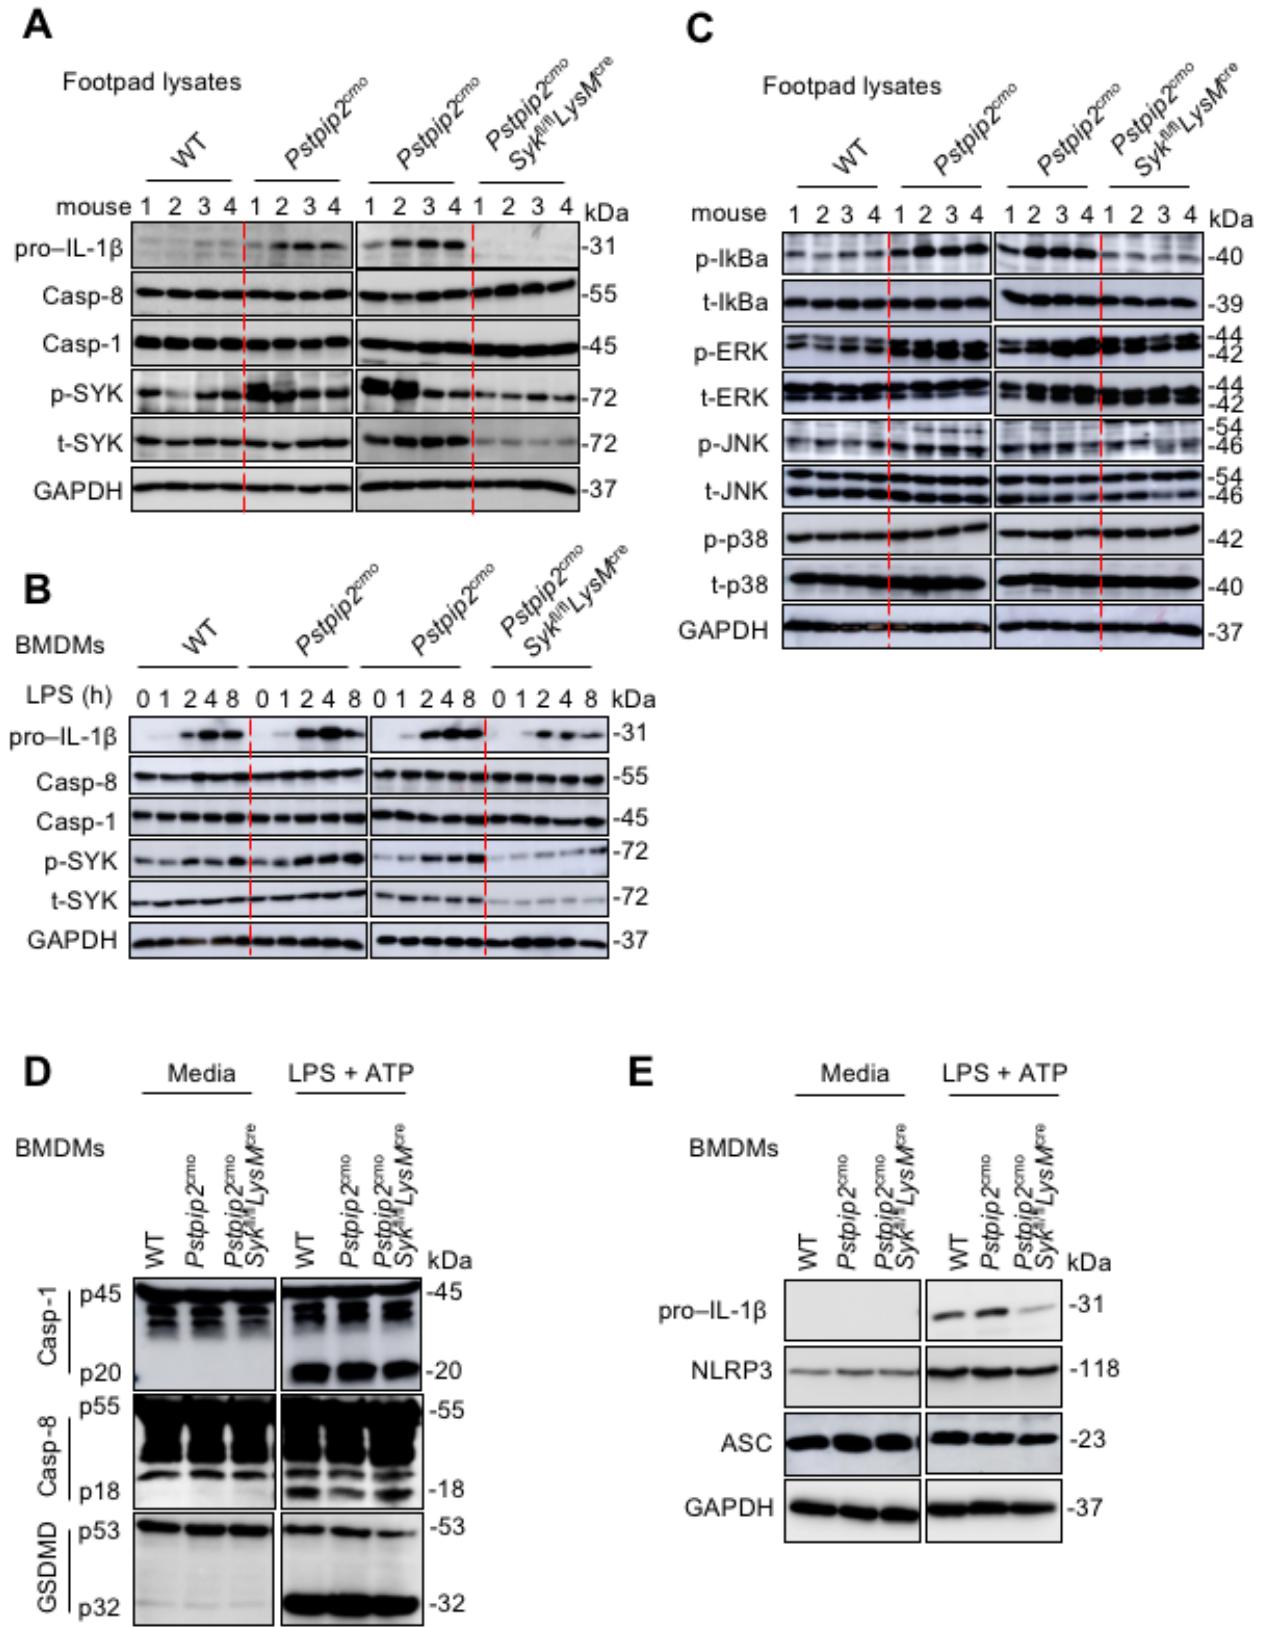 A
Footpad lysates
WT
Pstpip2cmo
Pstpip2cmo
Pstpip2cmo
Sykfl/flLysMcre
mouse 1 2 3 4 1 2 3 4 1 2 3 4 1 2 3 4 kDa
pro–IL-1β -31
Casp-8 -55
Casp-1 -45
p-SYK -72
t-SYK -72
GAPDH -37
B
BMDMs
WT
Pstpip2cmo
Pstpip2cmo
Pstpip2cmo
Sykfl/flLysMcre
LPS (h) 0 1 2 4 8 0 1 2 4 8 0 1 2 4 8 0 1 2 4 8 kDa
pro–IL-1β -31
Casp-8 -55
Casp-1 -45
p-SYK -72
t-SYK -72
GAPDH -37
C
Footpad lysates
WT
Pstpip2cmo
Pstpip2cmo
Pstpip2cmo
Sykfl/flLysMcre
mouse 1 2 3 4 1 2 3 4 1 2 3 4 1 2 3 4 kDa
p-IkBa -40
t-IkBa -39
p-ERK -44 -42
t-ERK -44 -42
p-JNK -54 -46
t-JNK -54 -46
p-p38 -42
t-p38 -40
GAPDH -37
D
Media LPS + ATP
BMDMs
WT
Pstpip2cmo
Pstpip2cmo
Sykfl/flLysMcre
WT
Pstpip2cmo
Pstpip2cmo
Sykfl/flLysMcre
kDa
Casp-1
p45 -45
p20 -20
Casp-8
p55 -55
p18 -18
GSDMD
p53 -53
p32 -32
E
Media LPS + ATP
BMDMs
WT
Pstpip2cmo
Pstpip2cmo
Sykfl/flLysMcre
WT
Pstpip2cmo
Pstpip2cmo
Sykfl/flLysMcre
kDa
pro–IL-1β -31
NLRP3 -118
ASC -23
GAPDH -37